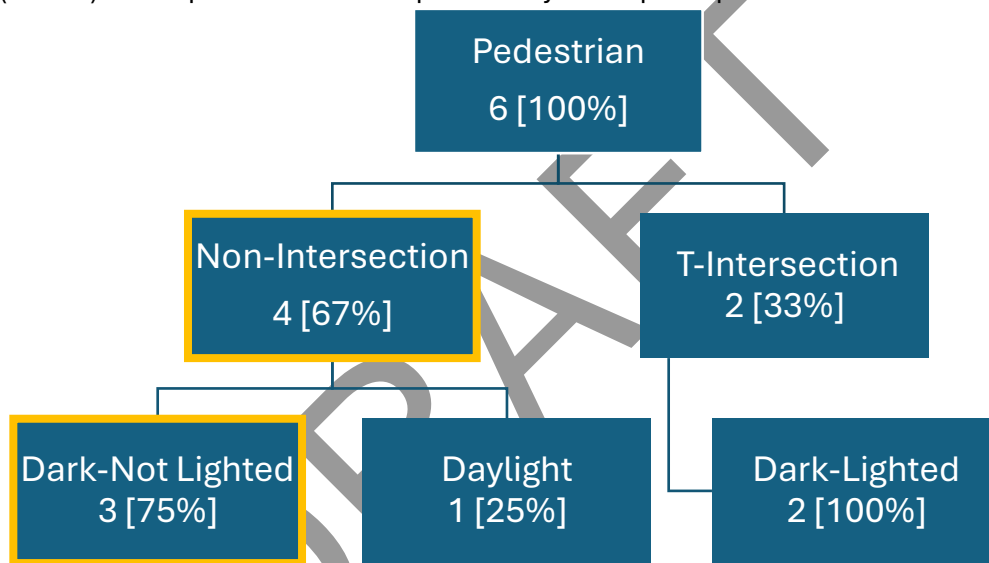 Pedestrian
6 [100%]
Non-Intersection
4 [67%]
T-Intersection
2 [33%]
Dark-Not Lighted
3 [75%]
Daylight
1 [25%]
Dark-Lighted
2 [100%]
DRAFT